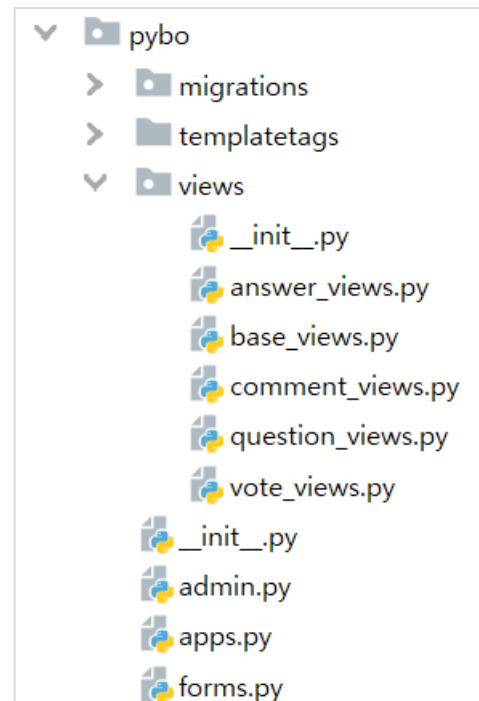 pybo
migrations
templatetags
views
__init__.py
answer_views.py
base_views.py
comment_views.py
question_views.py
vote_views.py
__init__.py
admin.py
apps.py
forms.py